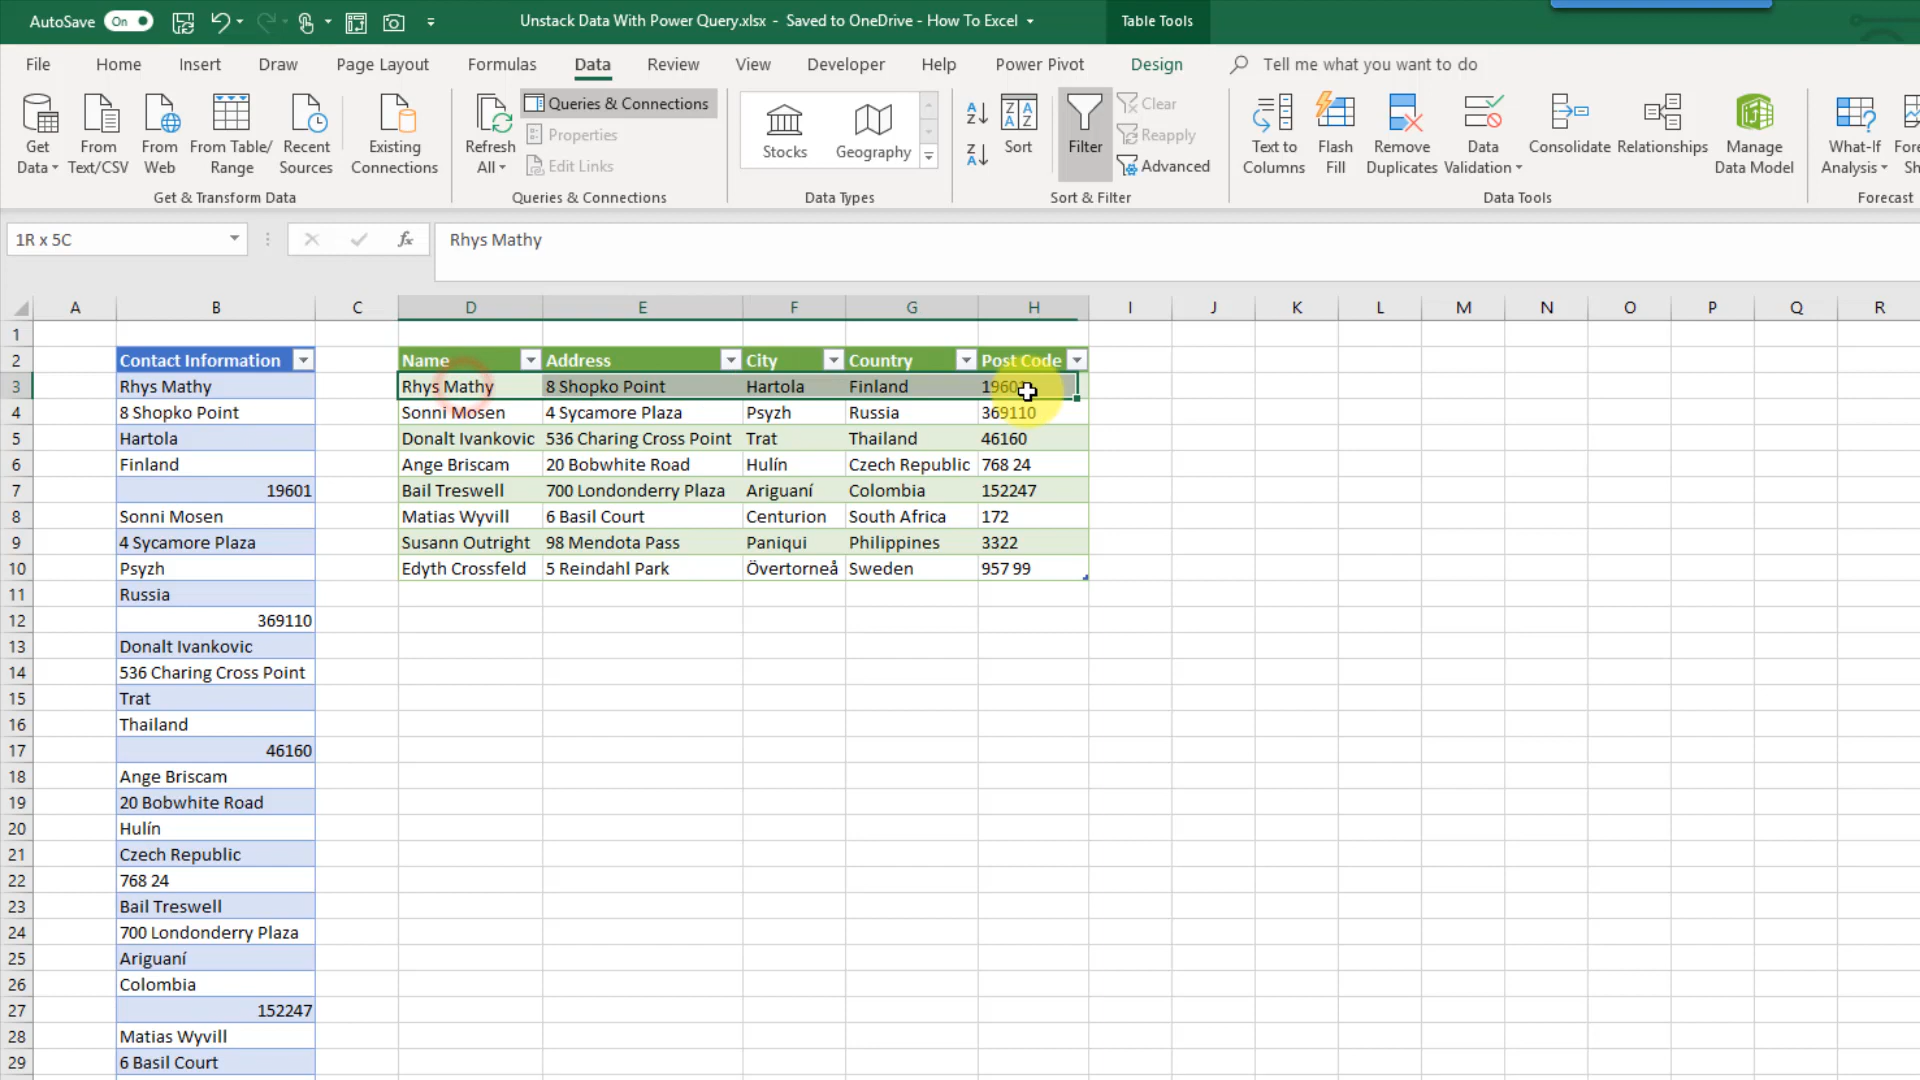 AutoSave On Unstack Data With Power Query.xlsx - Saved to OneDrive - How To Excel Table Tools
File Home Insert Draw Page Layout Formulas Data Review View Developer Help Power Pivot Design Tell me what you want to do
Get Data
From Text/CSV
From Web
From Table/ Range
Recent Sources
Existing Connections
Get & Transform Data
Refresh All
Queries & Connections
Properties
Edit Links
Queries & Connections
Stocks
Geography
Data Types
Sort
Filter
Clear
Reapply
Advanced
Sort & Filter
Text to Columns
Flash Fill
Remove Duplicates
Data Validation
Consolidate
Relationships
Manage Data Model
Data Tools
What-If Analysis
Forecast
1R x 5C fx Rhys Mathy
A B C D E F G H I J K L M N O P Q R
1
2 Contact Information Name Address City Country Post Code
3 Rhys Mathy Rhys Mathy 8 Shopko Point Hartola Finland 19601
4 8 Shopko Point Sonni Mosen 4 Sycamore Plaza Psyzh Russia 369110
5 Hartola Donalt Ivankovic 536 Charing Cross Point Trat Thailand 46160
6 Finland Ange Briscam 20 Bobwhite Road Hulín Czech Republic 768 24
7 19601 Bail Treswell 700 Londonderry Plaza Ariguaní Colombia 152247
8 Sonni Mosen Matias Wyvill 6 Basil Court Centurion South Africa 172
9 4 Sycamore Plaza Susann Outright 98 Mendota Pass Paniqui Philippines 3322
10 Psyzh Edyth Crossfeld 5 Reindahl Park Övertorneå Sweden 957 99
11 Russia
12 369110
13 Donalt Ivankovic
14 536 Charing Cross Point
15 Trat
16 Thailand
17 46160
18 Ange Briscam
19 20 Bobwhite Road
20 Hulín
21 Czech Republic
22 768 24
23 Bail Treswell
24 700 Londonderry Plaza
25 Ariguaní
26 Colombia
27 152247
28 Matias Wyvill
29 6 Basil Court